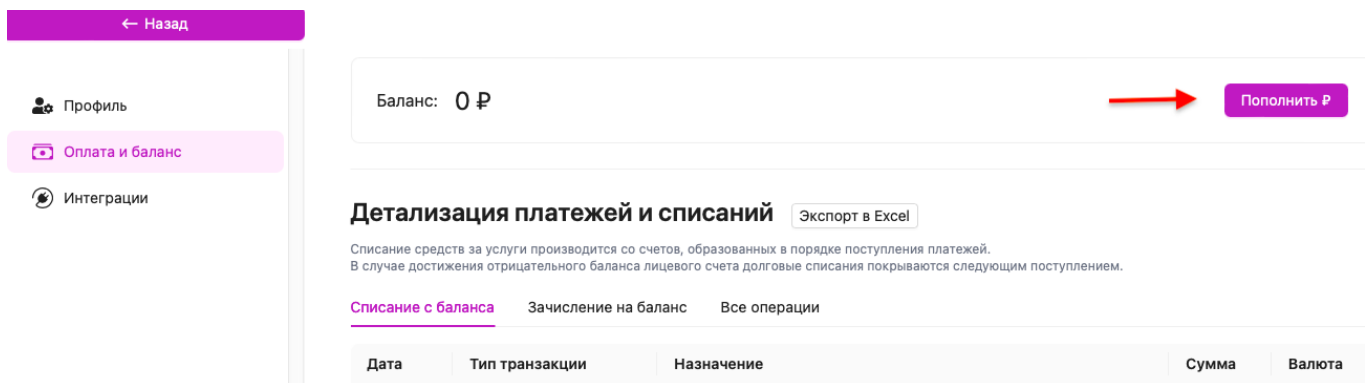 ← Назад
Профиль
Оплата и баланс
Интеграции
Баланс: 0 ₽
Пополнить ₽
Детализация платежей и списаний
Экспорт в Excel
Списание средств за услуги производится со счетов, образованных в порядке поступления платежей.
В случае достижения отрицательного баланса лицевого счета долговые списания покрываются следующим поступлением.
Списание с баланса Зачисление на баланс Все операции
Дата Тип транзакции Назначение Сумма Валюта